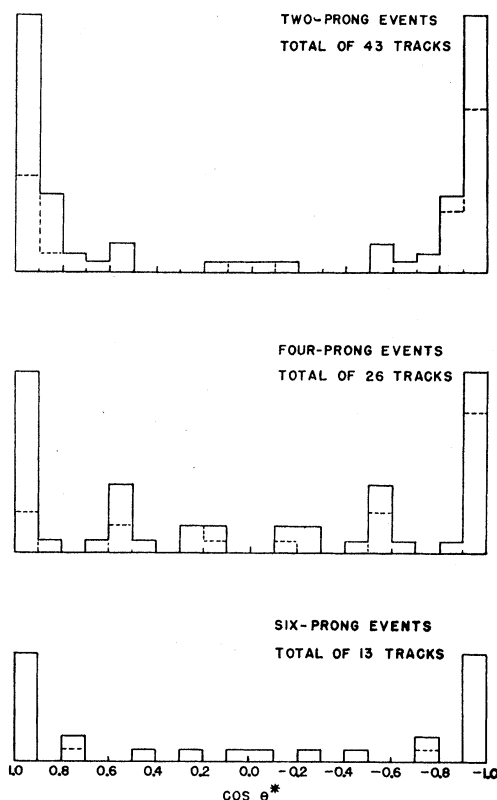 TWO-PRONG EVENTS
TOTAL OF 43 TRACKS
FOUR-PRONG EVENTS
TOTAL OF 26 TRACKS
SIX-PRONG EVENTS
TOTAL OF 13 TRACKS
1.0 0.8 0.6 0.4 0.2 0.0 -0.2 -0.4 -0.6 -0.8 -1.0
COS θ*